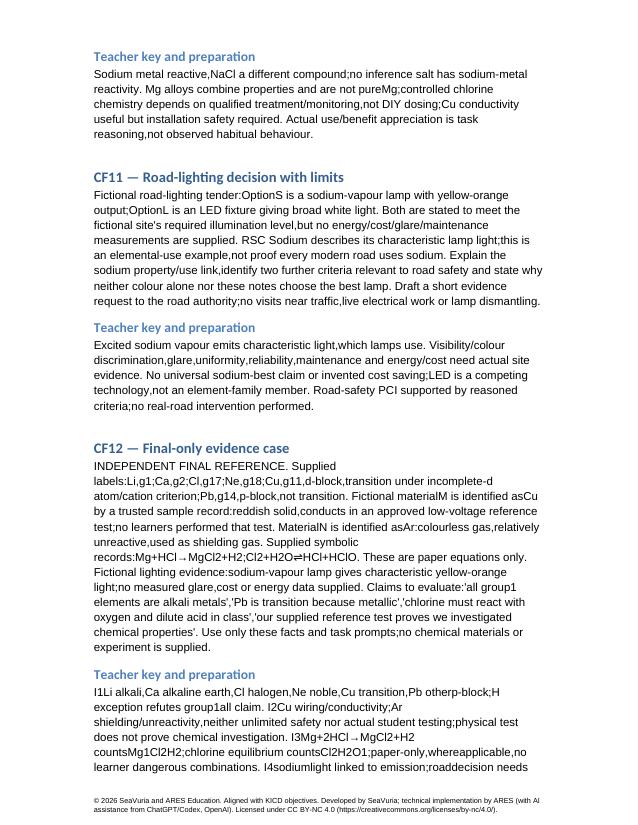 Teacher key and preparation
Sodium metal reactive,NaCl a different compound;no inference salt has sodium-metal
reactivity. Mg alloys combine properties and are not pureMg;controlled chlorine
chemistry depends on qualified treatment/monitoring,not DIY dosing;Cu conductivity
useful but installation safety required. Actual use/benefit appreciation is task
reasoning,not observed habitual behaviour.
CF11 — Road-lighting decision with limits
Fictional road-lighting tender:OptionS is a sodium-vapour lamp with yellow-orange
output;OptionL is an LED fixture giving broad white light. Both are stated to meet the
fictional site's required illumination level,but no energy/cost/glare/maintenance
measurements are supplied. RSC Sodium describes its characteristic lamp light;this is
an elemental-use example,not proof every modern road uses sodium. Explain the
sodium property/use link,identify two further criteria relevant to road safety and state why
neither colour alone nor these notes choose the best lamp. Draft a short evidence
request to the road authority;no visits near traffic,live electrical work or lamp dismantling.
Teacher key and preparation
Excited sodium vapour emits characteristic light,which lamps use. Visibility/colour
discrimination,glare,uniformity,reliability,maintenance and energy/cost need actual site
evidence. No universal sodium-best claim or invented cost saving;LED is a competing
technology,not an element-family member. Road-safety PCI supported by reasoned
criteria;no real-road intervention performed.
CF12 — Final-only evidence case
INDEPENDENT FINAL REFERENCE. Supplied
labels:Li,g1;Ca,g2;Cl,g17;Ne,g18;Cu,g11,d-block,transition under incomplete-d
atom/cation criterion;Pb,g14,p-block,not transition. Fictional materialM is identified asCu
by a trusted sample record:reddish solid,conducts in an approved low-voltage reference
test;no learners performed that test. MaterialN is identified asAr:colourless gas,relatively
unreactive,used as shielding gas. Supplied symbolic
records:Mg+HCl→MgCl2+H2;Cl2+H2O⇌HCl+HClO. These are paper equations only.
Fictional lighting evidence:sodium-vapour lamp gives characteristic yellow-orange
light;no measured glare,cost or energy data supplied. Claims to evaluate:'all group1
elements are alkali metals','Pb is transition because metallic','chlorine must react with
oxygen and dilute acid in class','our supplied reference test proves we investigated
chemical properties'. Use only these facts and task prompts;no chemical materials or
experiment is supplied.
Teacher key and preparation
I1Li alkali,Ca alkaline earth,Cl halogen,Ne noble,Cu transition,Pb otherp-block;H
exception refutes group1all claim. I2Cu wiring/conductivity;Ar
shielding/unreactivity,neither unlimited safety nor actual student testing;physical test
does not prove chemical investigation. I3Mg+2HCl→MgCl2+H2
countsMg1Cl2H2;chlorine equilibrium countsCl2H2O1;paper-only,whereapplicable,no
learner dangerous combinations. I4sodiumlight linked to emission;roaddecision needs
© 2026 SeaVuria and ARES Education. Aligned with KICD objectives. Developed by SeaVuria; technical implementation by ARES (with AI
assistance from ChatGPT/Codex, OpenAI). Licensed under CC BY-NC 4.0 (https://creativecommons.org/licenses/by-nc/4.0/).